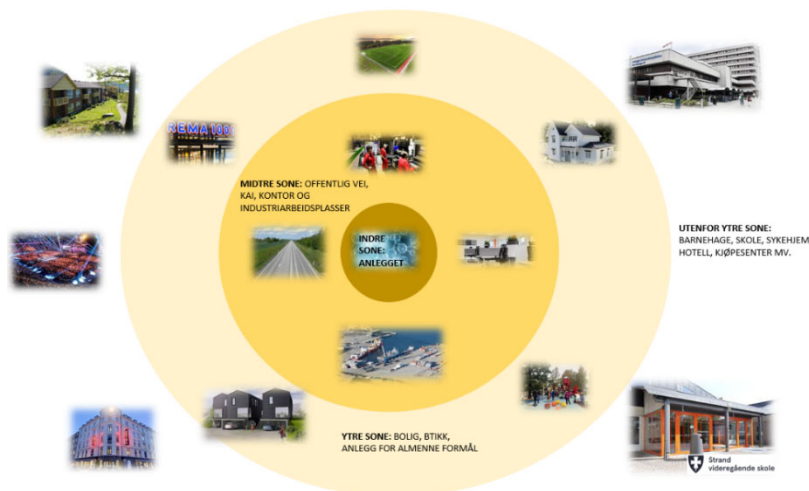 REMA 1000
MIDTRE SONE: OFFENTLIG VEI,
KAI, KONTOR OG
INDUSTRIARBEIDSPLASSER
INDRE
SONE:
ANLEGGET
UTENFOR YTRE SONE:
BARNEHAGE, SKOLE, SYKEHJEM
HOTELL, KJØPESENTER MV.
YTRE SONE: BOLIG, BTIKK,
ANLEGG FOR ALMENNE FORMÅL
Strand
videregående skole